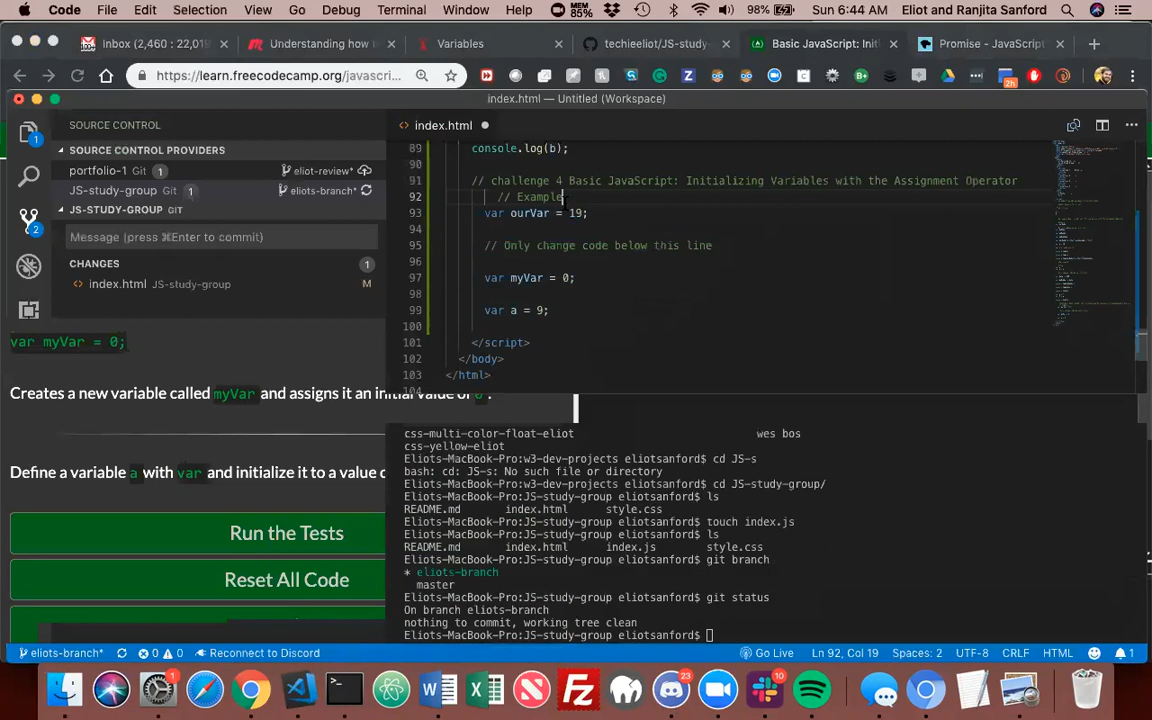 Code File Edit Selection View Go Debug Terminal Window Help MEM 85% 98% Sun 6:44 AM Eliot and Ranjita Sanford
100+ Inbox (2,460 : 22,019 Understanding how Variables techieeliot/JS-study- Basic JavaScript: Initi Promise - JavaScript
https://learn.freecodecamp.org/javascri... 2h
index.html — Untitled (Workspace)
SOURCE CONTROL
index.html
SOURCE CONTROL PROVIDERS
portfolio-1 Git 1 eliot-review*
JS-study-group Git 1 eliots-branch*
JS-STUDY-GROUP GIT
Message (press ⌘Enter to commit)
CHANGES 1
index.html JS-study-group M
1
2
89 console.log(b);
90
91 // challenge 4 Basic JavaScript: Initializing Variables with the Assignment Operator
92 // Example
93 var ourVar = 19;
94
95 // Only change code below this line
96
97 var myVar = 0;
98
99 var a = 9;
100
101 </script>
102 </body>
103 </html>
104
var myVar = 0;
Creates a new variable called myVar and assigns it an initial value of 0 .
Define a variable a with var and initialize it to a value
Run the Tests
Reset All Code
css-multi-color-float-eliot wes bos
css-yellow-eliot
Eliots-MacBook-Pro:w3-dev-projects eliotsanford$ cd JS-s
bash: cd: JS-s: No such file or directory
Eliots-MacBook-Pro:w3-dev-projects eliotsanford$ cd JS-study-group/
Eliots-MacBook-Pro:JS-study-group eliotsanford$ ls
README.md index.html style.css
Eliots-MacBook-Pro:JS-study-group eliotsanford$ touch index.js
Eliots-MacBook-Pro:JS-study-group eliotsanford$ ls
README.md index.html index.js style.css
Eliots-MacBook-Pro:JS-study-group eliotsanford$ git branch
* eliots-branch
master
Eliots-MacBook-Pro:JS-study-group eliotsanford$ git status
On branch eliots-branch
nothing to commit, working tree clean
Eliots-MacBook-Pro:JS-study-group eliotsanford$
eliots-branch* 0 0 Reconnect to Discord Go Live Ln 92, Col 19 Spaces: 2 UTF-8 CRLF HTML 1
1 23 10